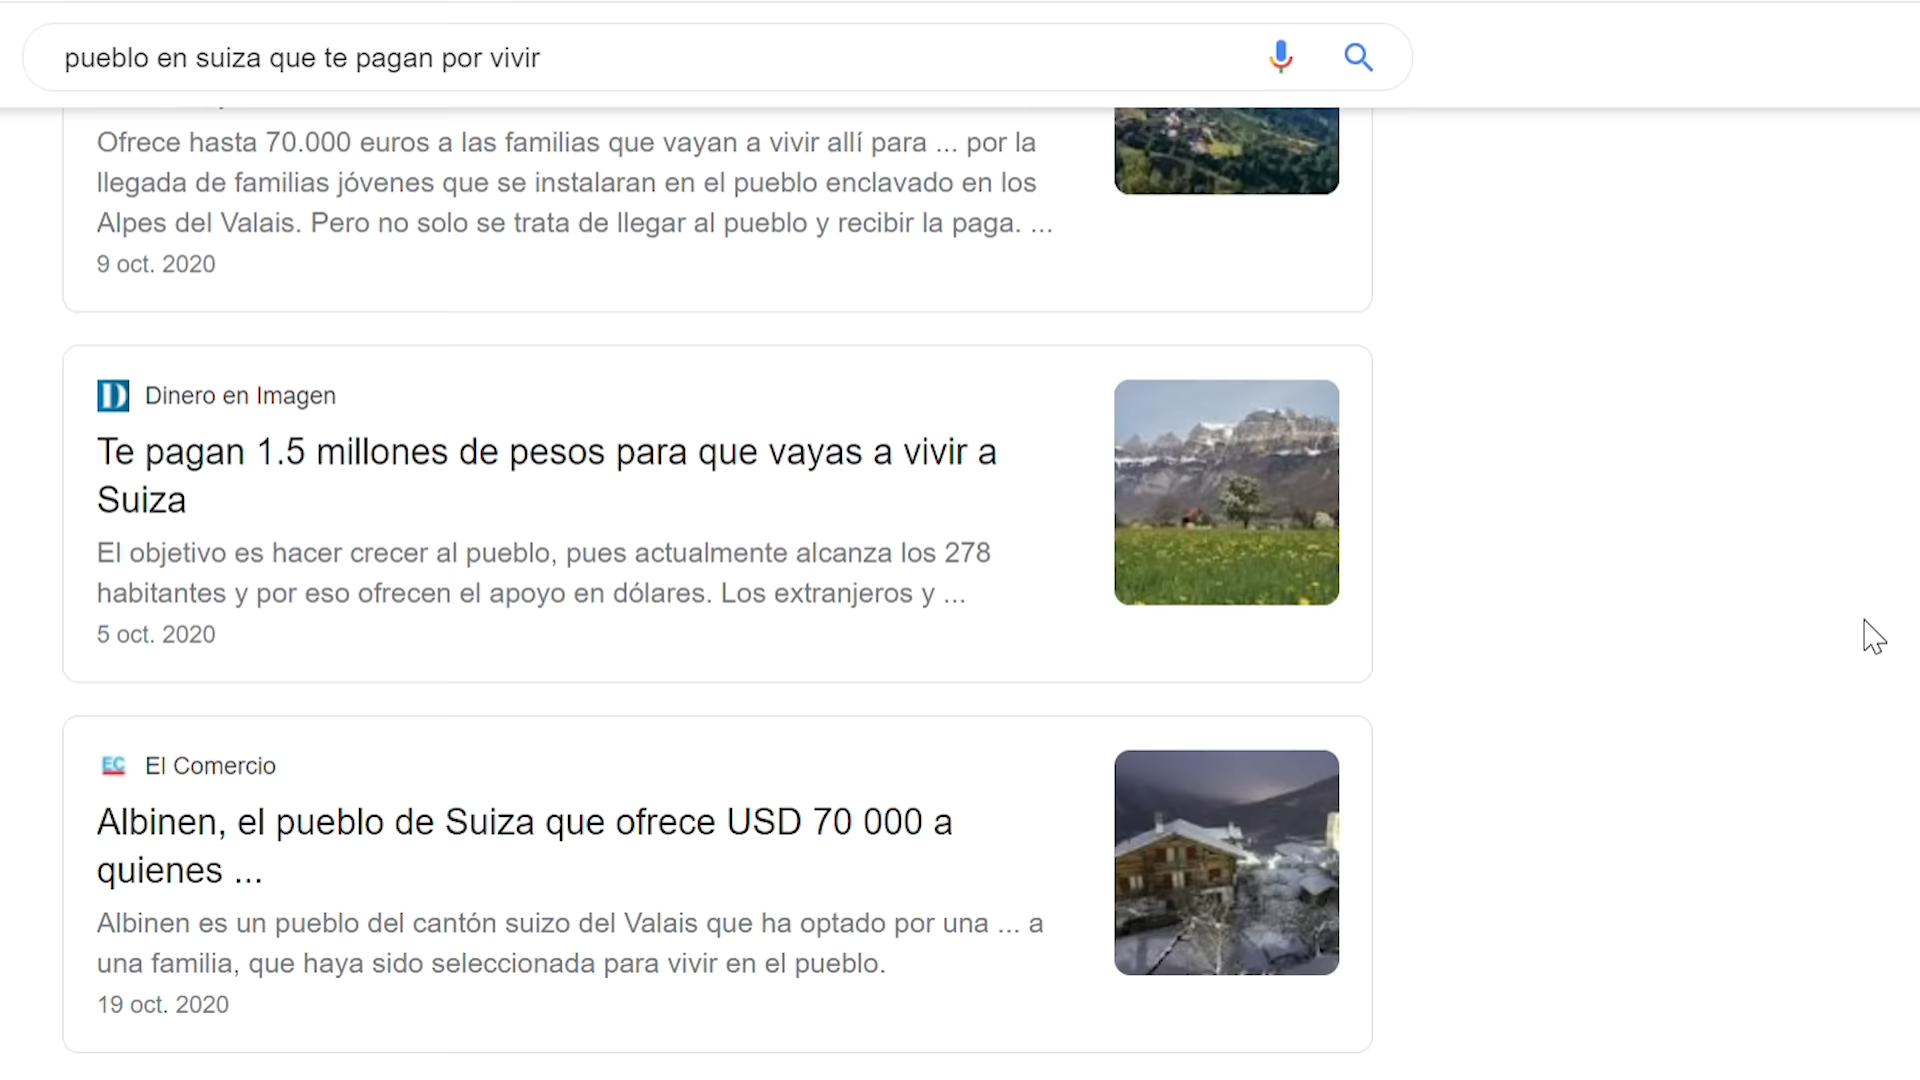 pueblo en suiza que te pagan por vivir
Ofrece hasta 70.000 euros a las familias que vayan a vivir allí para ... por la
llegada de familias jóvenes que se instalaran en el pueblo enclavado en los
Alpes del Valais. Pero no solo se trata de llegar al pueblo y recibir la paga. ...
9 oct. 2020
D Dinero en Imagen
Te pagan 1.5 millones de pesos para que vayas a vivir a
Suiza
El objetivo es hacer crecer al pueblo, pues actualmente alcanza los 278
habitantes y por eso ofrecen el apoyo en dólares. Los extranjeros y ...
5 oct. 2020
EC El Comercio
Albinen, el pueblo de Suiza que ofrece USD 70 000 a
quienes ...
Albinen es un pueblo del cantón suizo del Valais que ha optado por una ... a
una familia, que haya sido seleccionada para vivir en el pueblo.
19 oct. 2020